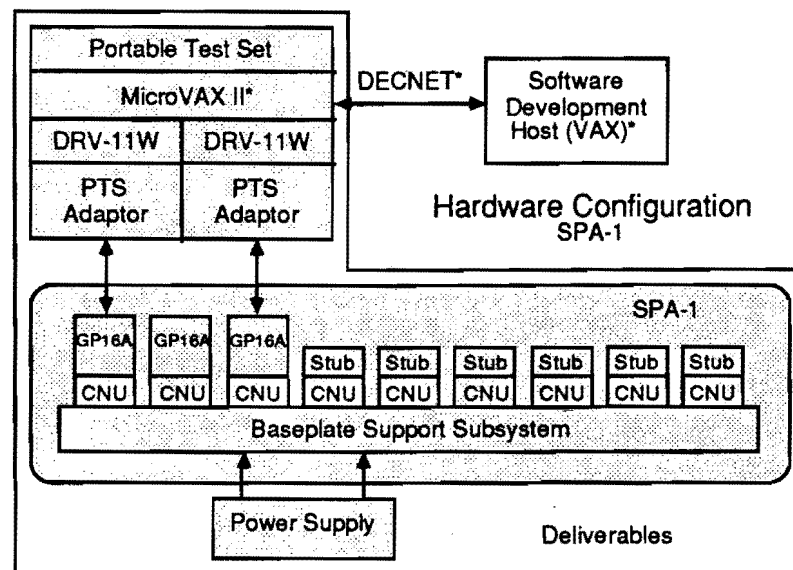 Portable Test Set
MicroVAX II*
DRV-11W DRV-11W
PTS
Adaptor
PTS
Adaptor
DECNET*
Software
Development
Host (VAX)*
Hardware Configuration
SPA-1
SPA-1
GP16A GP16A GP16A
Stub Stub Stub Stub Stub Stub
CNU CNU CNU CNU CNU CNU CNU CNU CNU
Baseplate Support Subsystem
Power Supply
Deliverables